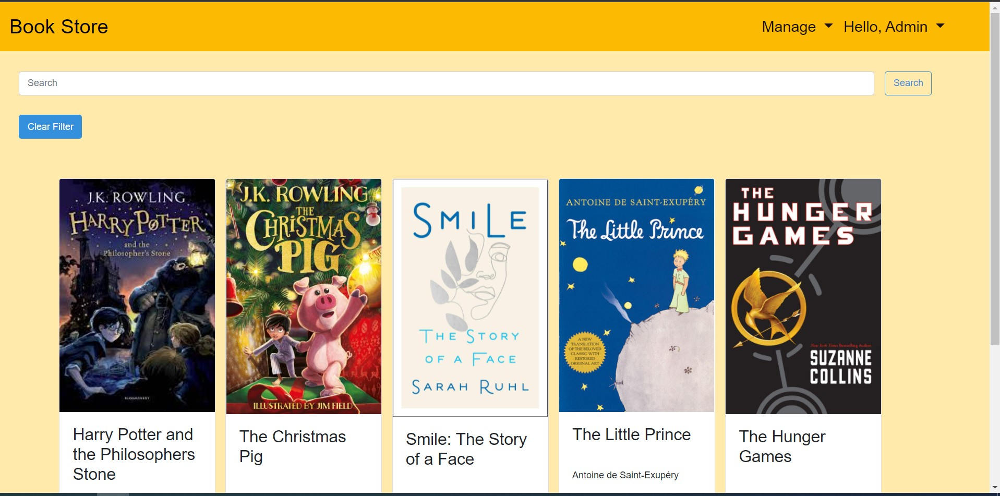 Book Store
Manage
Hello, Admin
Search
Search
Clear Filter
J.K. ROWLING
HARRY POTTER
and the
Philosopher's Stone
BLOOMSBURY
J.K. ROWLING
THE
CHRISTMAS
PIG
ILLUSTRATED BY JIM FIELD
SMILE
THE STORY
OF A FACE
SARAH RUHL
ANTOINE DE SAINT-EXUPÉRY
The Little Prince
A NEW
TRANSLATION
OF THE BELOVED
CLASSIC WITH
RESTORED
ORIGINAL ART
THE
HUNGER
GAMES
New York Times Bestselling Author
SUZANNE
COLLINS
Harry Potter and
the Philosophers
Stone
The Christmas
Pig
Smile: The Story
of a Face
The Little Prince
Antoine de Saint-Exupéry
The Hunger
Games